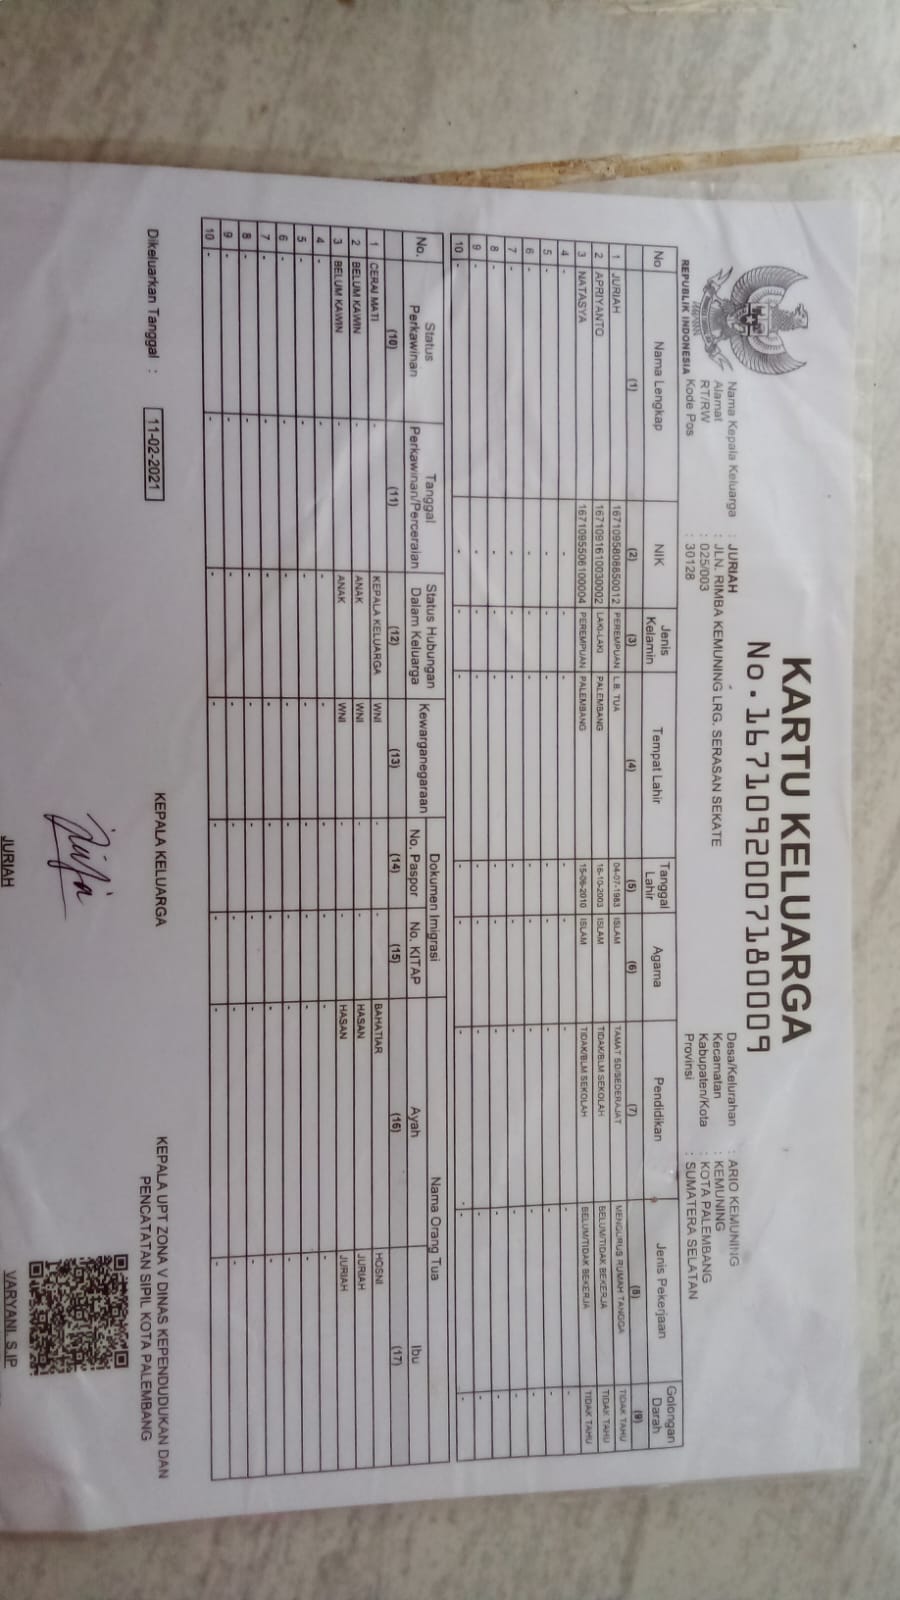 KARTU KELUARGA
No. 1671092007180009
REPUBLIK INDONESIA
Nama Kepala Keluarga : JURIAH
Alamat : JLN. RIMBA KEMUNING LRG. SERASAN SEKATE
RT/RW : 025/003
Kode Pos : 30128
Desa/Kelurahan : ARIO KEMUNING
Kecamatan : KEMUNING
Kabupaten/Kota : KOTA PALEMBANG
Provinsi : SUMATERA SELATAN
No Nama Lengkap NIK Jenis Kelamin Tempat Lahir Tanggal Lahir Agama Pendidikan Jenis Pekerjaan Golongan Darah
(1) (2) (3) (4) (5) (6) (7) (8) (9)
1 JURIAH 1671095808850012 PEREMPUAN L.B. TUA 04-07-1983 ISLAM TAMAT SD/SEDERAJAT MENGURUS RUMAH TANGGA TIDAK TAHU
2 APRIYANTO 1671091610030002 LAKI-LAKI PALEMBANG 16-10-2003 ISLAM TIDAK/BLM SEKOLAH BELUM/TIDAK BEKERJA TIDAK TAHU
3 NATASYA 1671095506100004 PEREMPUAN PALEMBANG 15-06-2010 ISLAM TIDAK/BLM SEKOLAH BELUM/TIDAK BEKERJA TIDAK TAHU
4 - - - - - - - - -
5 - - - - - - - - -
6 - - - - - - - - -
7 - - - - - - - - -
8 - - - - - - - - -
9 - - - - - - - - -
10 - - - - - - - - -
No. Status Perkawinan Tanggal Perkawinan/Perceraian Status Hubungan Dalam Keluarga Kewarganegaraan Dokumen Imigrasi Nama Orang Tua
No. Paspor No. KITAP Ayah Ibu
(10) (11) (12) (13) (14) (15) (16) (17)
1 CERAI MATI - KEPALA KELUARGA WNI - - BAHATIAR HOSNI
2 BELUM KAWIN - ANAK WNI - - HASAN JURIAH
3 BELUM KAWIN - ANAK WNI - - HASAN JURIAH
4 - - - - - - - -
5 - - - - - - - -
6 - - - - - - - -
7 - - - - - - - -
8 - - - - - - - -
9 - - - - - - - -
10 - - - - - - - -
Dikeluarkan Tanggal : 11-02-2021
KEPALA KELUARGA
JURIAH
KEPALA UPT ZONA V DINAS KEPENDUDUKAN DAN
PENCATATAN SIPIL KOTA PALEMBANG
VARYANI, S.IP